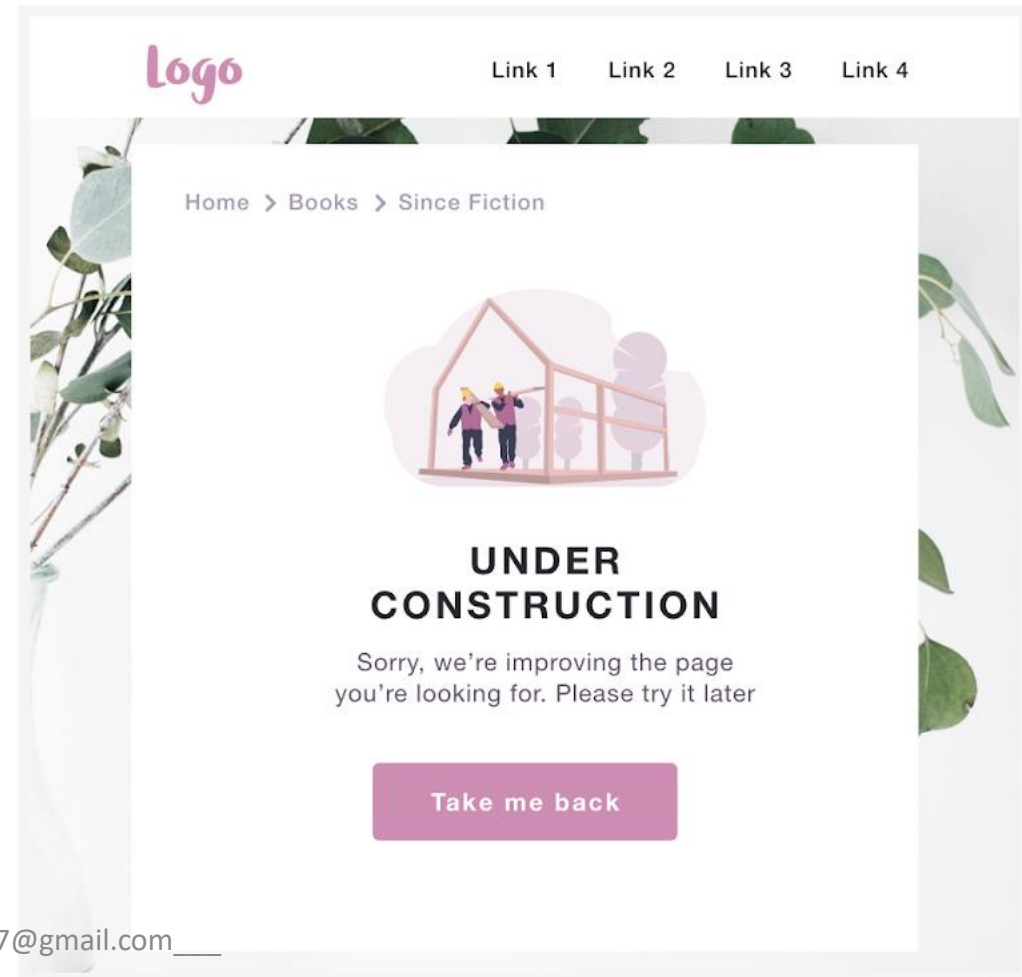 Logo
Link 1 Link 2 Link 3 Link 4
Home > Books > Since Fiction
UNDER
CONSTRUCTION
Sorry, we're improving the page
you're looking for. Please try it later
Take me back
7@gmail.com___